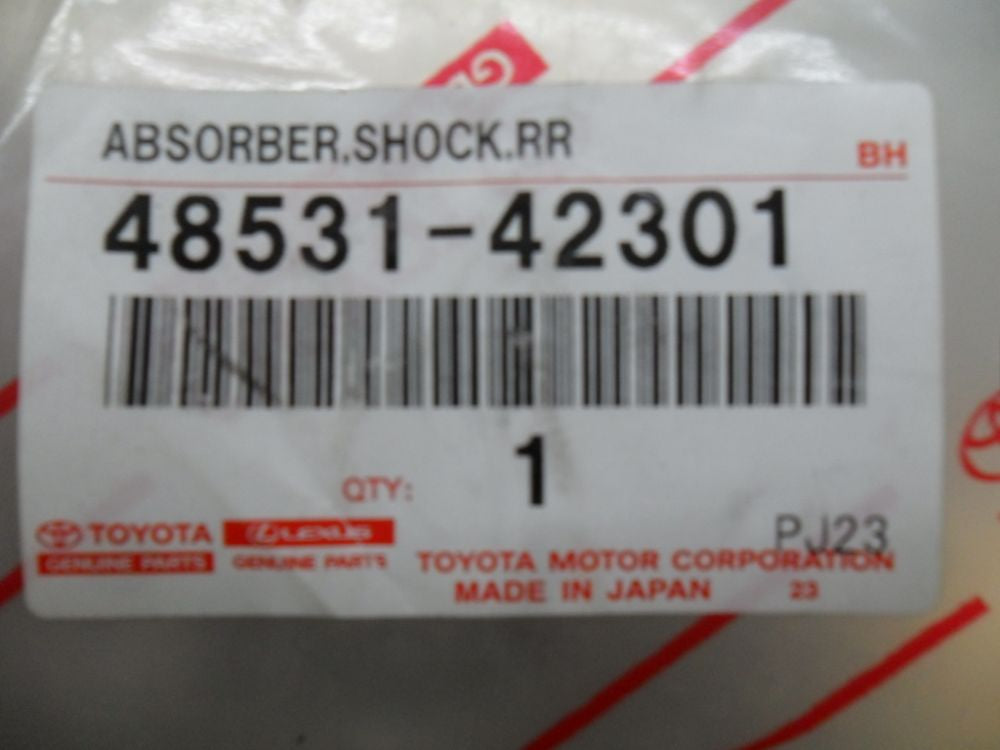 ABSORBER.SHOCK.RR
BH
48531-42301
QTY: 1
PJ23
TOYOTA LEXUS
GENUINE PARTS GENUINE PARTS
TOYOTA MOTOR CORPORATION
MADE IN JAPAN 23